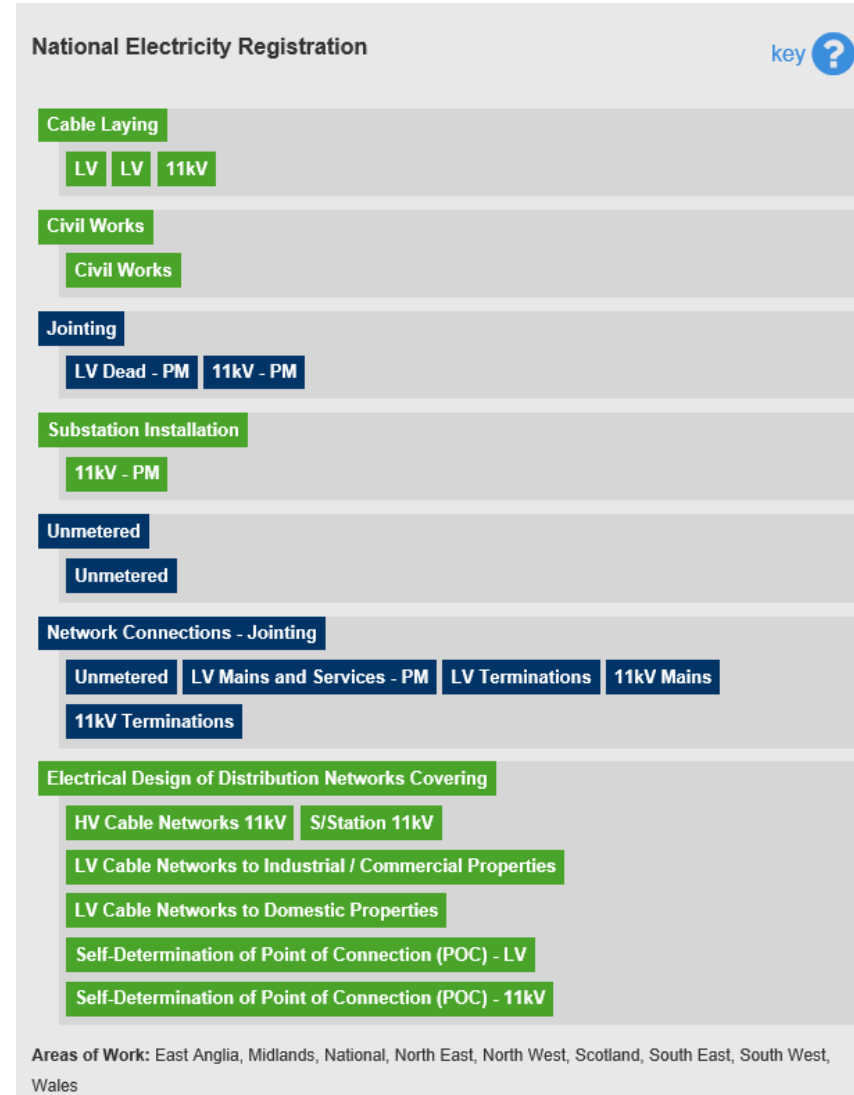 National Electricity Registration
key ?
Cable Laying
LV LV 11kV
Civil Works
Civil Works
Jointing
LV Dead - PM 11kV - PM
Substation Installation
11kV - PM
Unmetered
Unmetered
Network Connections - Jointing
Unmetered LV Mains and Services - PM LV Terminations 11kV Mains
11kV Terminations
Electrical Design of Distribution Networks Covering
HV Cable Networks 11kV S/Station 11kV
LV Cable Networks to Industrial / Commercial Properties
LV Cable Networks to Domestic Properties
Self-Determination of Point of Connection (POC) - LV
Self-Determination of Point of Connection (POC) - 11kV
Areas of Work: East Anglia, Midlands, National, North East, North West, Scotland, South East, South West,
Wales